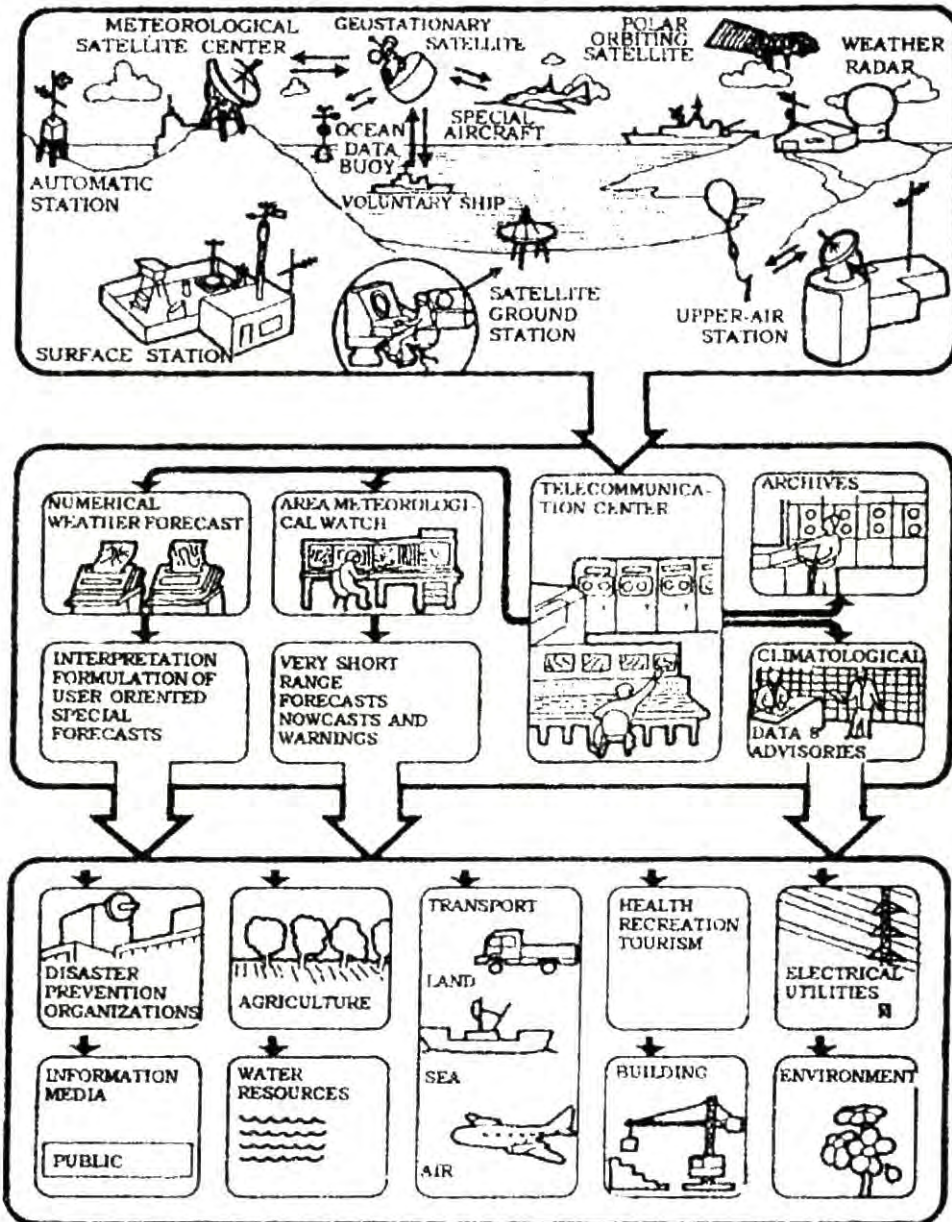 METEOROLOGICAL
SATELLITE CENTER
GEOSTATIONARY
SATELLITE
POLAR
ORBITING
SATELLITE
WEATHER
RADAR
OCEAN
DATA
BUOY
SPECIAL
AIRCRAFT
AUTOMATIC
STATION
VOLUNTARY SHIP
SATELLITE
GROUND
STATION
UPPER-AIR
STATION
SURFACE STATION
NUMERICAL
WEATHER FORECAST
AREA METEOROLOGI-
CAL WATCH
TELECOMMUNICA-
TION CENTER
ARCHIVES
INTERPRETATION
FORMULATION OF
USER ORIENTED
SPECIAL
FORECASTS
VERY SHORT
RANGE
FORECASTS
NOWCASTS AND
WARNINGS
CLIMATOLOGICAL
DATA &
ADVISORIES
DISASTER
PREVENTION
ORGANIZATIONS
AGRICULTURE
TRANSPORT
LAND
SEA
AIR
HEALTH
RECREATION
TOURISM
ELECTRICAL
UTILITIES
INFORMATION
MEDIA
PUBLIC
WATER
RESOURCES
BUILDING
ENVIRONMENT